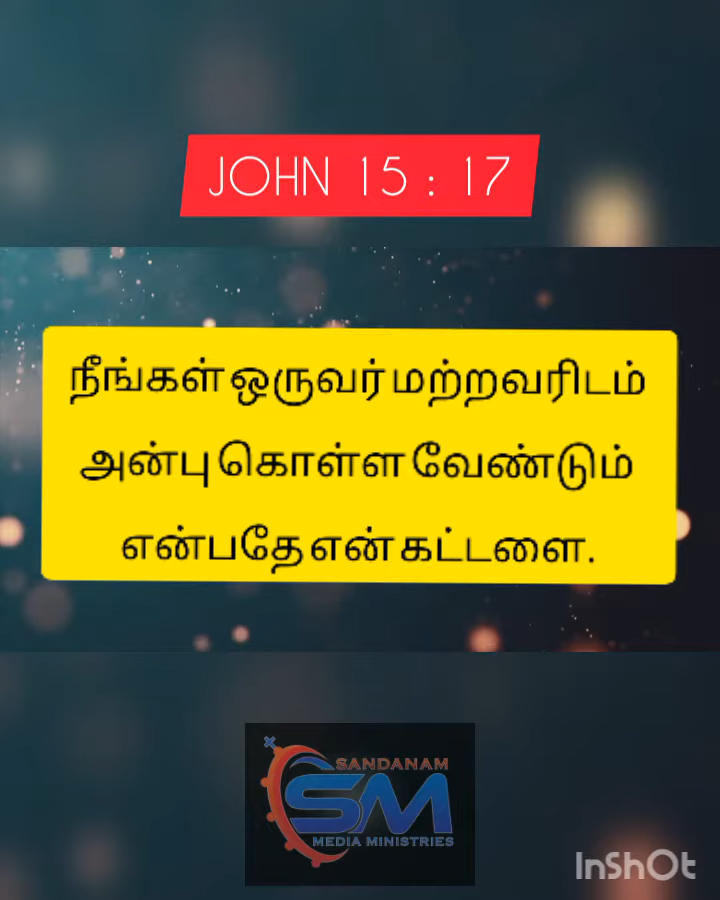 JOHN 15 : 17
நீங்கள் ஒருவர் மற்றவரிடம்
அன்பு கொள்ள வேண்டும்
என்பதே என் கட்டளை.
SANDANAM
SM
MEDIA MINISTRIES
InShOt